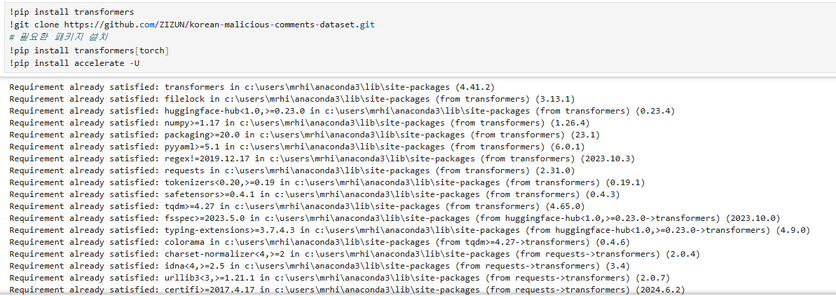 !pip install transformers
!git clone https://github.com/ZIZUN/korean-malicious-comments-dataset.git
# 필요한 패키지 설치
!pip install transformers[torch]
!pip install accelerate -U
Requirement already satisfied: transformers in c:\users\mrhi\anaconda3\lib\site-packages (4.41.2)
Requirement already satisfied: filelock in c:\users\mrhi\anaconda3\lib\site-packages (from transformers) (3.13.1)
Requirement already satisfied: huggingface-hub<1.0,>=0.23.0 in c:\users\mrhi\anaconda3\lib\site-packages (from transformers) (0.23.4)
Requirement already satisfied: numpy>=1.17 in c:\users\mrhi\anaconda3\lib\site-packages (from transformers) (1.26.4)
Requirement already satisfied: packaging>=20.0 in c:\users\mrhi\anaconda3\lib\site-packages (from transformers) (23.1)
Requirement already satisfied: pyyaml>=5.1 in c:\users\mrhi\anaconda3\lib\site-packages (from transformers) (6.0.1)
Requirement already satisfied: regex!=2019.12.17 in c:\users\mrhi\anaconda3\lib\site-packages (from transformers) (2023.10.3)
Requirement already satisfied: requests in c:\users\mrhi\anaconda3\lib\site-packages (from transformers) (2.31.0)
Requirement already satisfied: tokenizers<0.20,>=0.19 in c:\users\mrhi\anaconda3\lib\site-packages (from transformers) (0.19.1)
Requirement already satisfied: safetensors>=0.4.1 in c:\users\mrhi\anaconda3\lib\site-packages (from transformers) (0.4.3)
Requirement already satisfied: tqdm>=4.27 in c:\users\mrhi\anaconda3\lib\site-packages (from transformers) (4.65.0)
Requirement already satisfied: fsspec>=2023.5.0 in c:\users\mrhi\anaconda3\lib\site-packages (from huggingface-hub<1.0,>=0.23.0->transformers) (2023.10.0)
Requirement already satisfied: typing-extensions>=3.7.4.3 in c:\users\mrhi\anaconda3\lib\site-packages (from huggingface-hub<1.0,>=0.23.0->transformers) (4.9.0)
Requirement already satisfied: colorama in c:\users\mrhi\anaconda3\lib\site-packages (from tqdm>=4.27->transformers) (0.4.6)
Requirement already satisfied: charset-normalizer<4,>=2 in c:\users\mrhi\anaconda3\lib\site-packages (from requests->transformers) (2.0.4)
Requirement already satisfied: idna<4,>=2.5 in c:\users\mrhi\anaconda3\lib\site-packages (from requests->transformers) (3.4)
Requirement already satisfied: urllib3<3,>=1.21.1 in c:\users\mrhi\anaconda3\lib\site-packages (from requests->transformers) (2.0.7)
Requirement already satisfied: certifi>=2017.4.17 in c:\users\mrhi\anaconda3\lib\site-packages (from requests->transformers) (2024.6.2)